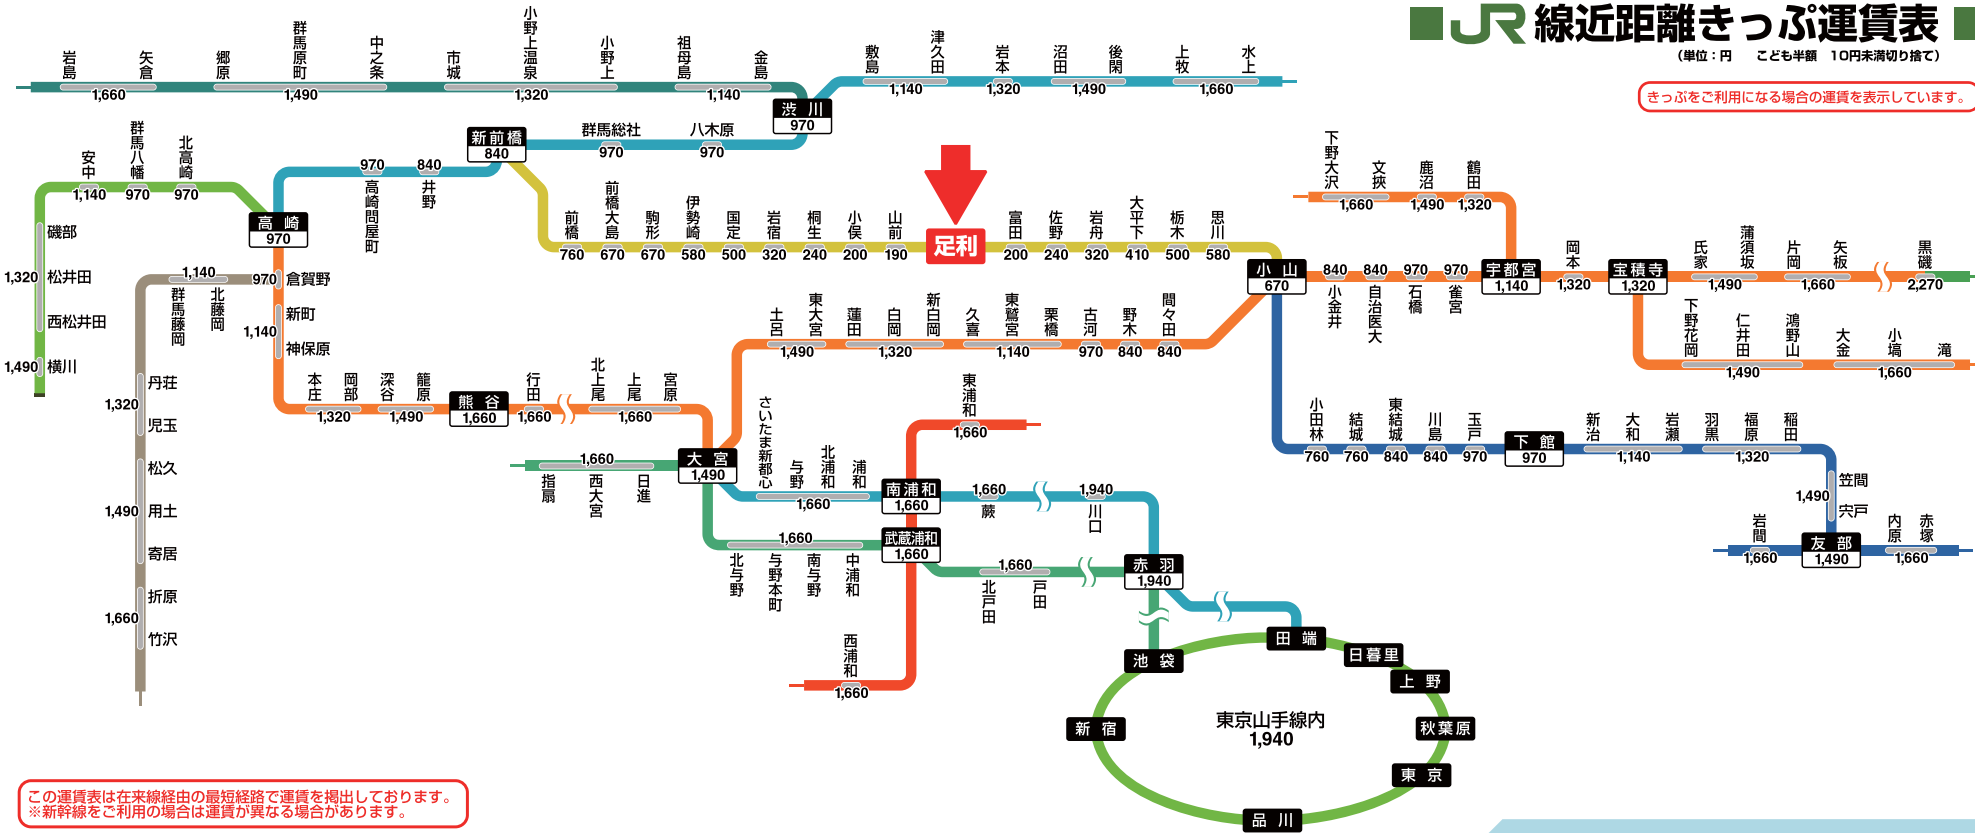 JR 線近距離きっぷ運賃表
(単位：円　こども半額　10円未満切り捨て)
きっぷをご利用になる場合の運賃を表示しています。
岩島
矢倉
1,660
郷原
群馬原町
中之条
1,490
市城
小野上温泉
小野上
1,320
祖母島
金島
1,140
渋川
970
敷島
津久田
1,140
岩本
1,320
沼田
後閑
1,490
上牧
水上
1,660
新前橋
840
群馬総社
970
八木原
970
970
高崎問屋町
840
井野
安中
1,140
群馬八幡
970
北高崎
970
高崎
970
磯部
松井田
1,320
西松井田
1,490
横川
前橋
760
前橋大島
670
駒形
670
伊勢崎
580
国定
500
岩宿
320
桐生
240
小俣
200
山前
190
足利
富田
200
佐野
240
岩舟
320
大平下
410
栃木
500
思川
580
小山
670
下野大沢
文挾
1,660
鹿沼
1,490
鶴田
1,320
840
小金井
840
自治医大
970
石橋
970
雀宮
宇都宮
1,140
岡本
1,320
宝積寺
1,320
氏家
蒲須坂
1,490
片岡
矢板
1,660
黒磯
2,270
下野花岡
仁井田
鴻野山
1,490
大金
小塙
滝
1,660
1,140
群馬藤岡
北藤岡
970
倉賀野
新町
1,140
神保原
丹荘
1,320
児玉
松久
1,490
用土
寄居
折原
1,660
竹沢
本庄
岡部
1,320
深谷
籠原
1,490
熊谷
1,660
行田
1,660
北上尾
上尾
宮原
1,660
土呂
東大宮
1,490
蓮田
白岡
新白岡
1,320
久喜
東鷲宮
栗橋
1,140
古河
970
野木
840
間々田
840
大宮
1,490
1,660
指扇
西大宮
日進
さいたま新都心
与野
北浦和
浦和
1,660
東浦和
1,660
南浦和
1,660
1,660
蕨
1,940
川口
1,660
北与野
与野本町
南与野
中浦和
武蔵浦和
1,660
1,660
北戸田
戸田
赤羽
1,940
西浦和
1,660
小田林
760
結城
760
東結城
840
川島
840
玉戸
970
下館
970
新治
大和
岩瀬
1,140
羽黒
福原
稲田
1,320
笠間
1,490
宍戸
岩間
1,660
友部
1,490
内原
赤塚
1,660
田端
池袋
日暮里
上野
新宿
東京山手線内
1,940
秋葉原
東京
品川
この運賃表は在来線経由の最短経路で運賃を掲出しております。
※新幹線をご利用の場合は運賃が異なる場合があります。